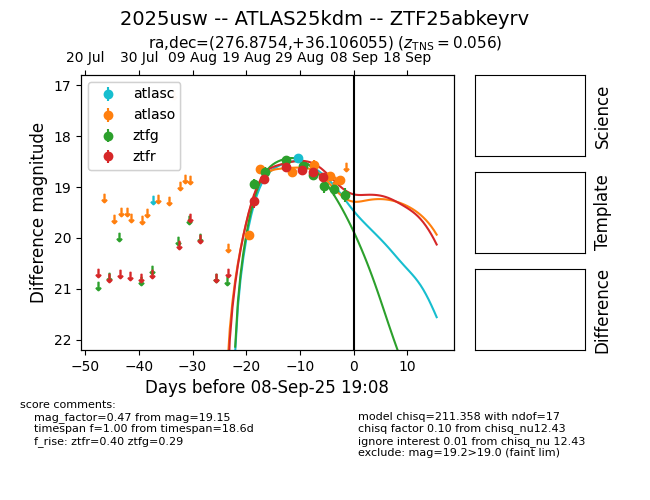 2025usw -- ATLAS25kdm -- ZTF25abkeyrv
ra,dec=(276.8754,+36.106055) (z_TNS = 0.056)
20 Jul 30 Jul 09 Aug 19 Aug 29 Aug 08 Sep 18 Sep
17
18
19
20
21
22
Difference magnitude
atlasc
atlaso
ztfg
ztfr
−50 −40 −30 −20 −10 0 10
Days before 08-Sep-25 19:08
Science
Template
Difference
score comments:
mag_factor=0.47 from mag=19.15
timespan f=1.00 from timespan=18.6d
f_rise: ztfr=0.40 ztfg=0.29
model chisq=211.358 with ndof=17
chisq factor 0.10 from chisq_nu12.43
ignore interest 0.01 from chisq_nu 12.43
exclude: mag=19.2>19.0 (faint lim)